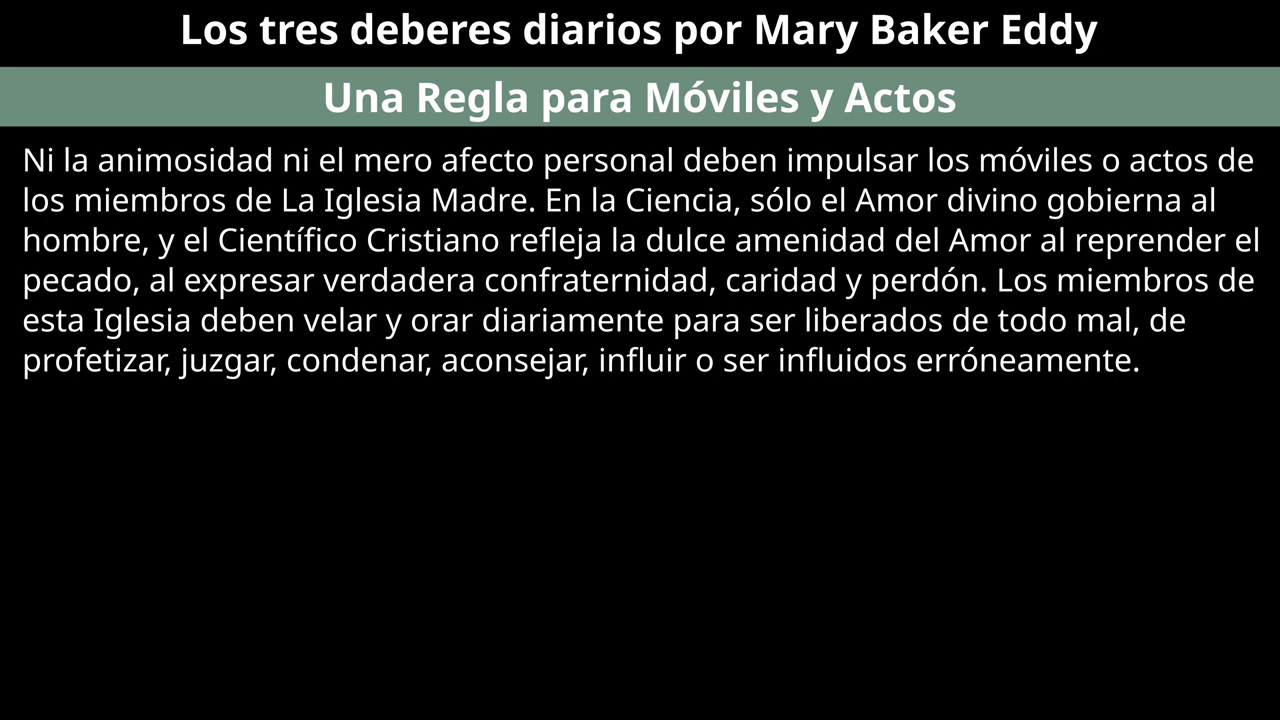 Los tres deberes diarios por Mary Baker Eddy
Una Regla para Móviles y Actos
Ni la animosidad ni el mero afecto personal deben impulsar los móviles o actos de
los miembros de La Iglesia Madre. En la Ciencia, sólo el Amor divino gobierna al
hombre, y el Científico Cristiano refleja la dulce amenidad del Amor al reprender el
pecado, al expresar verdadera confraternidad, caridad y perdón. Los miembros de
esta Iglesia deben velar y orar diariamente para ser liberados de todo mal, de
profetizar, juzgar, condenar, aconsejar, influir o ser influidos erróneamente.